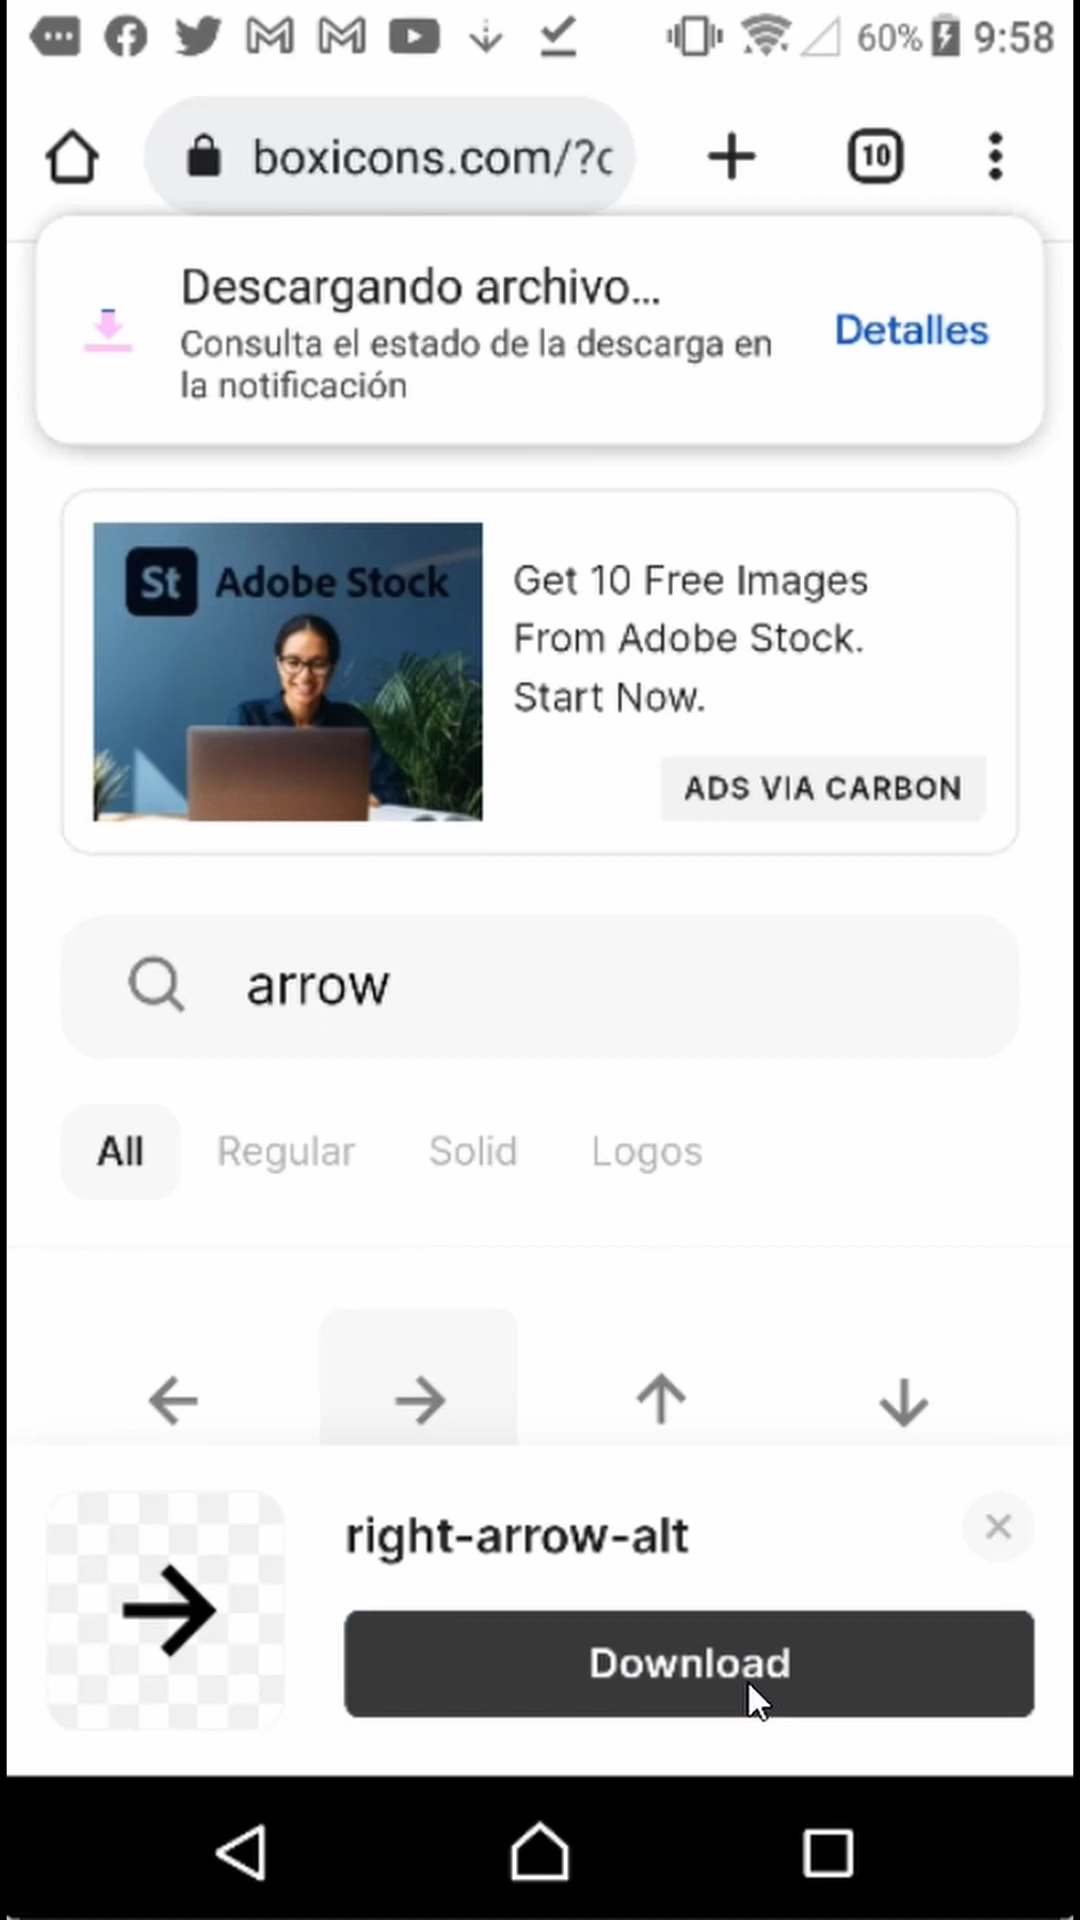 60% 9:58
boxicons.com/?c
10
Descargando archivo...
Consulta el estado de la descarga en
la notificación
Detalles
St Adobe Stock
Get 10 Free Images
From Adobe Stock.
Start Now.
ADS VIA CARBON
arrow
All Regular Solid Logos
right-arrow-alt
Download